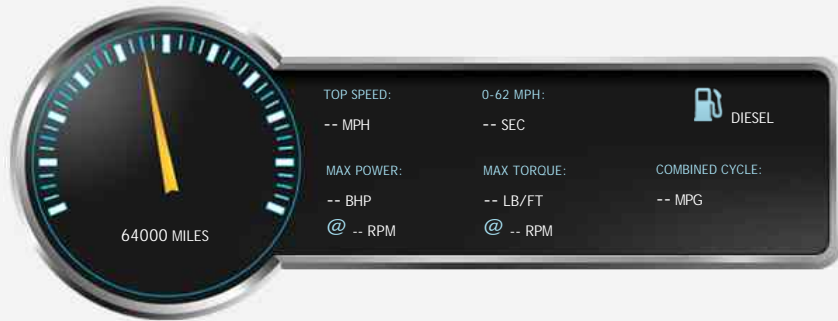 TOP SPEED:
-- MPH
0-62 MPH:
-- SEC
DIESEL
MAX POWER:
-- BHP
@ -- RPM
MAX TORQUE:
-- LB/FT
@ -- RPM
COMBINED CYCLE:
-- MPG
64000 MILES